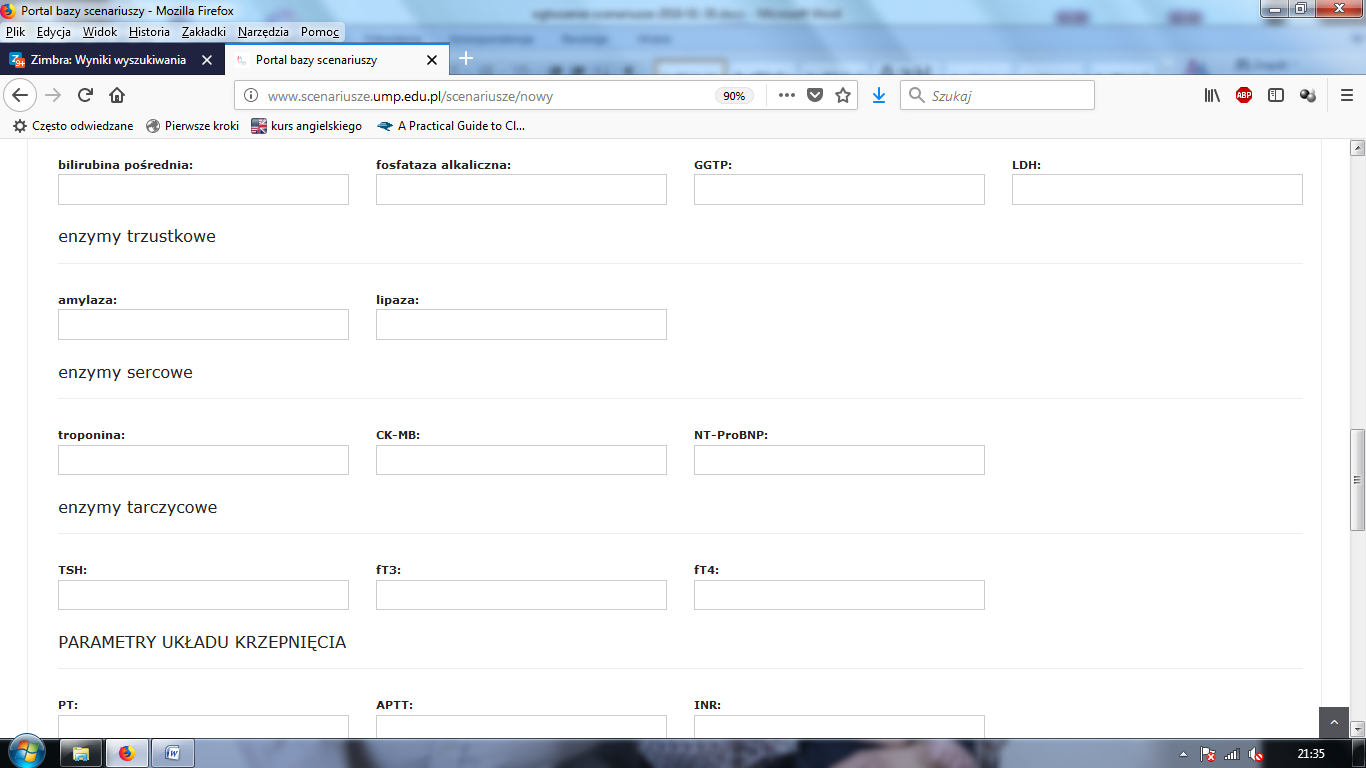 Portal bazy scenariuszy - Mozilla Firefox
Plik Edycja Widok Historia Zakładki Narzędzia Pomoc
Zimbra: Wyniki wyszukiwania Portal bazy scenariuszy
www.scenariusze.ump.edu.pl/scenariusze/nowy 90% Szukaj ABP
Często odwiedzane Pierwsze kroki kurs angielskiego A Practical Guide to Cl...
bilirubina pośrednia: fosfataza alkaliczna: GGTP: LDH:
enzymy trzustkowe
amylaza: lipaza:
enzymy sercowe
troponina: CK-MB: NT-ProBNP:
enzymy tarczycowe
TSH: fT3: fT4:
PARAMETRY UKŁADU KRZEPNIĘCIA
PT: APTT: INR:
21:35